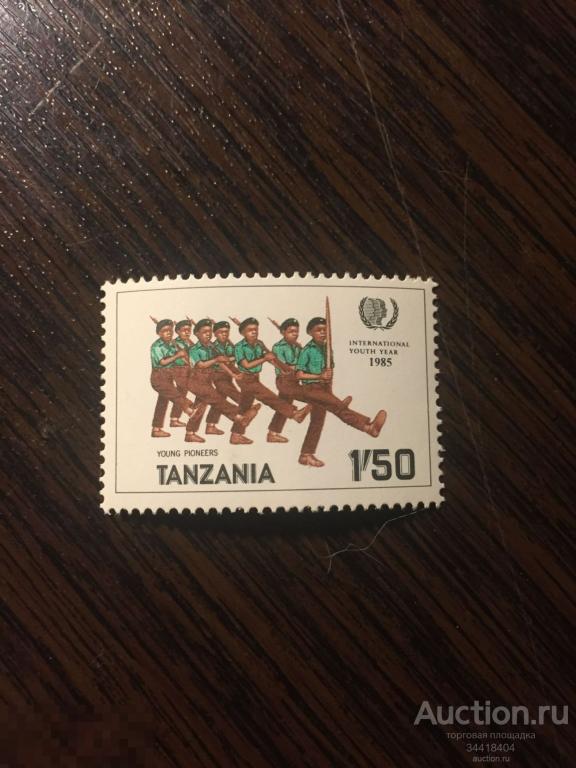 INTERNATIONAL
YOUTH YEAR
1985
YOUNG PIONEERS
TANZANIA 1/50
Auction.ru
торговая площадка
34418404
auction.ru